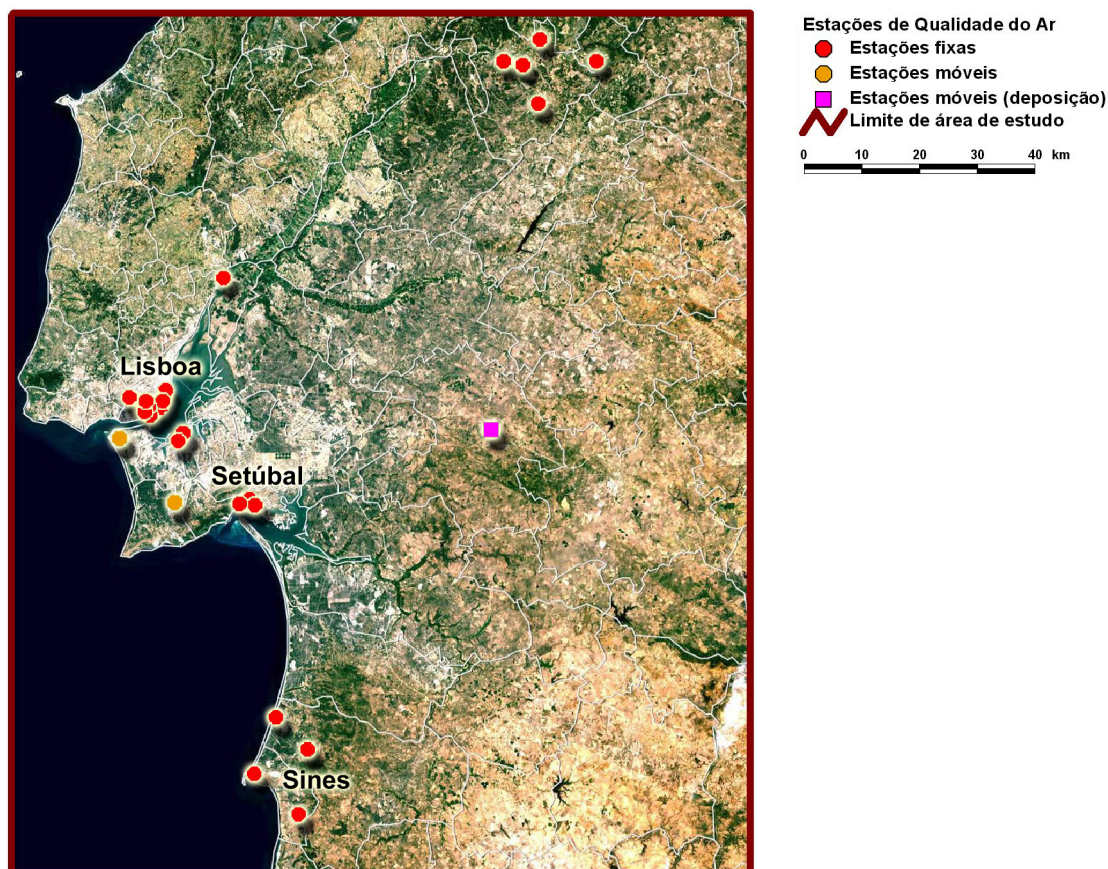 Estações de Qualidade do Ar
Estações fixas
Estações móveis
Estações móveis (deposição)
Limite de área de estudo
0 10 20 30 40 km
Lisboa
Setúbal
Sines